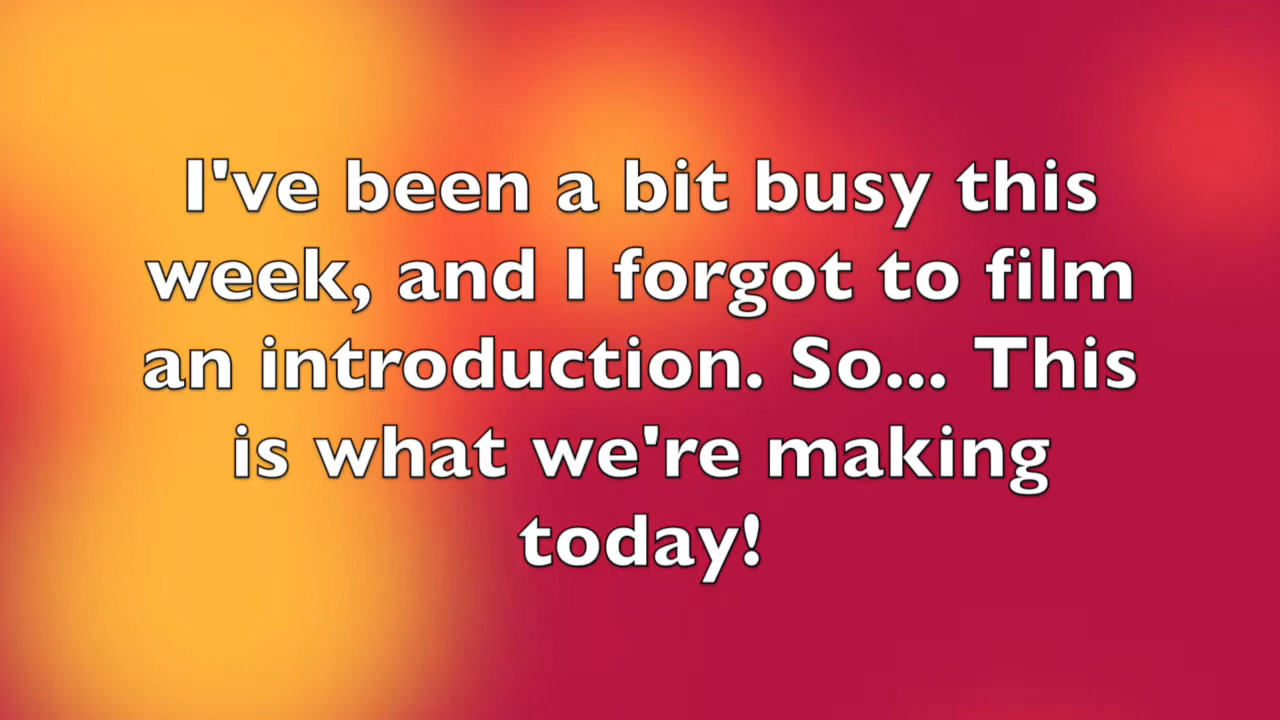 I've been a bit busy this
week, and I forgot to film
an introduction. So... This
is what we're making
today!